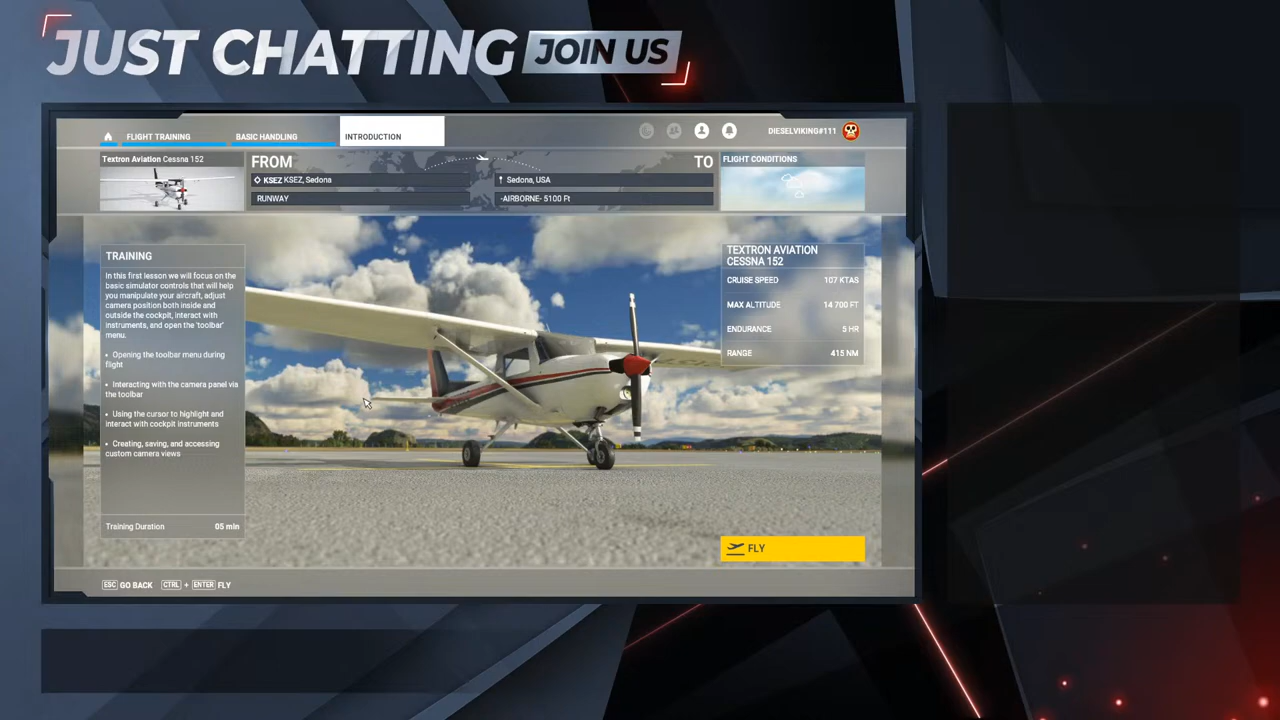 JUST CHATTING JOIN US
FLIGHT TRAINING
BASIC HANDLING
INTRODUCTION
DIESELVIKING#111
Textron Aviation Cessna 152
FROM
KSEZ KSEZ, Sedona
RUNWAY
TO
Sedona, USA
-AIRBORNE- 5100 Ft
FLIGHT CONDITIONS
TRAINING
In this first lesson we will focus on the
basic simulator controls that will help
you manipulate your aircraft, adjust
camera position both inside and
outside the cockpit, interact with
instruments, and open the 'toolbar'
menu.
• Opening the toolbar menu during
flight
• Interacting with the camera panel via
the toolbar
• Using the cursor to highlight and
interact with cockpit instruments
• Creating, saving, and accessing
custom camera views
Training Duration 05 min
TEXTRON AVIATION
CESSNA 152
CRUISE SPEED 107 KTAS
MAX ALTITUDE 14 700 FT
ENDURANCE 5 HR
RANGE 415 NM
FLY
ESC GO BACK CTRL + ENTER FLY